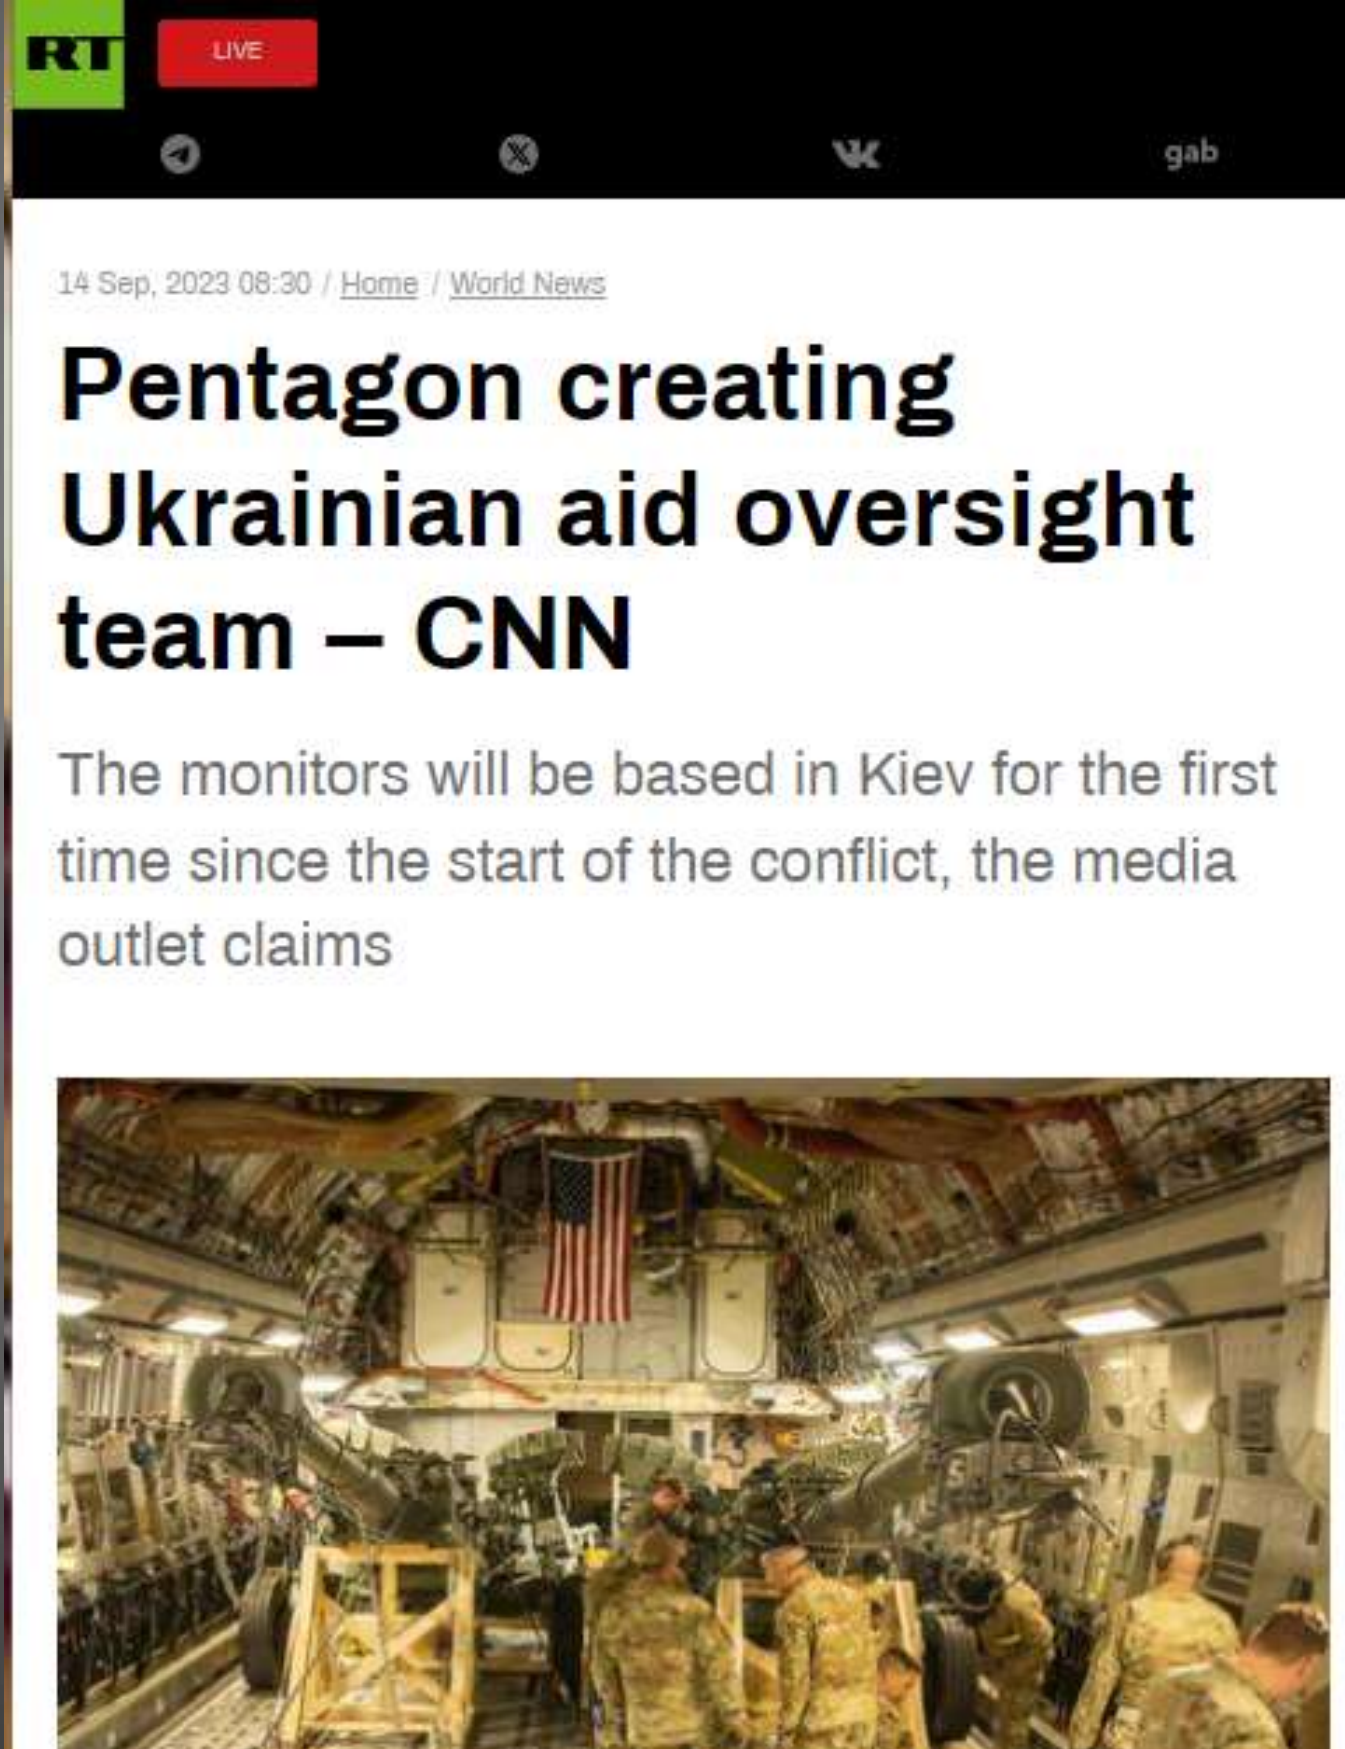 RT LIVE
gab
14 Sep, 2023 08:30 / Home / World News
Pentagon creating
Ukrainian aid oversight
team – CNN
The monitors will be based in Kiev for the first
time since the start of the conflict, the media
outlet claims